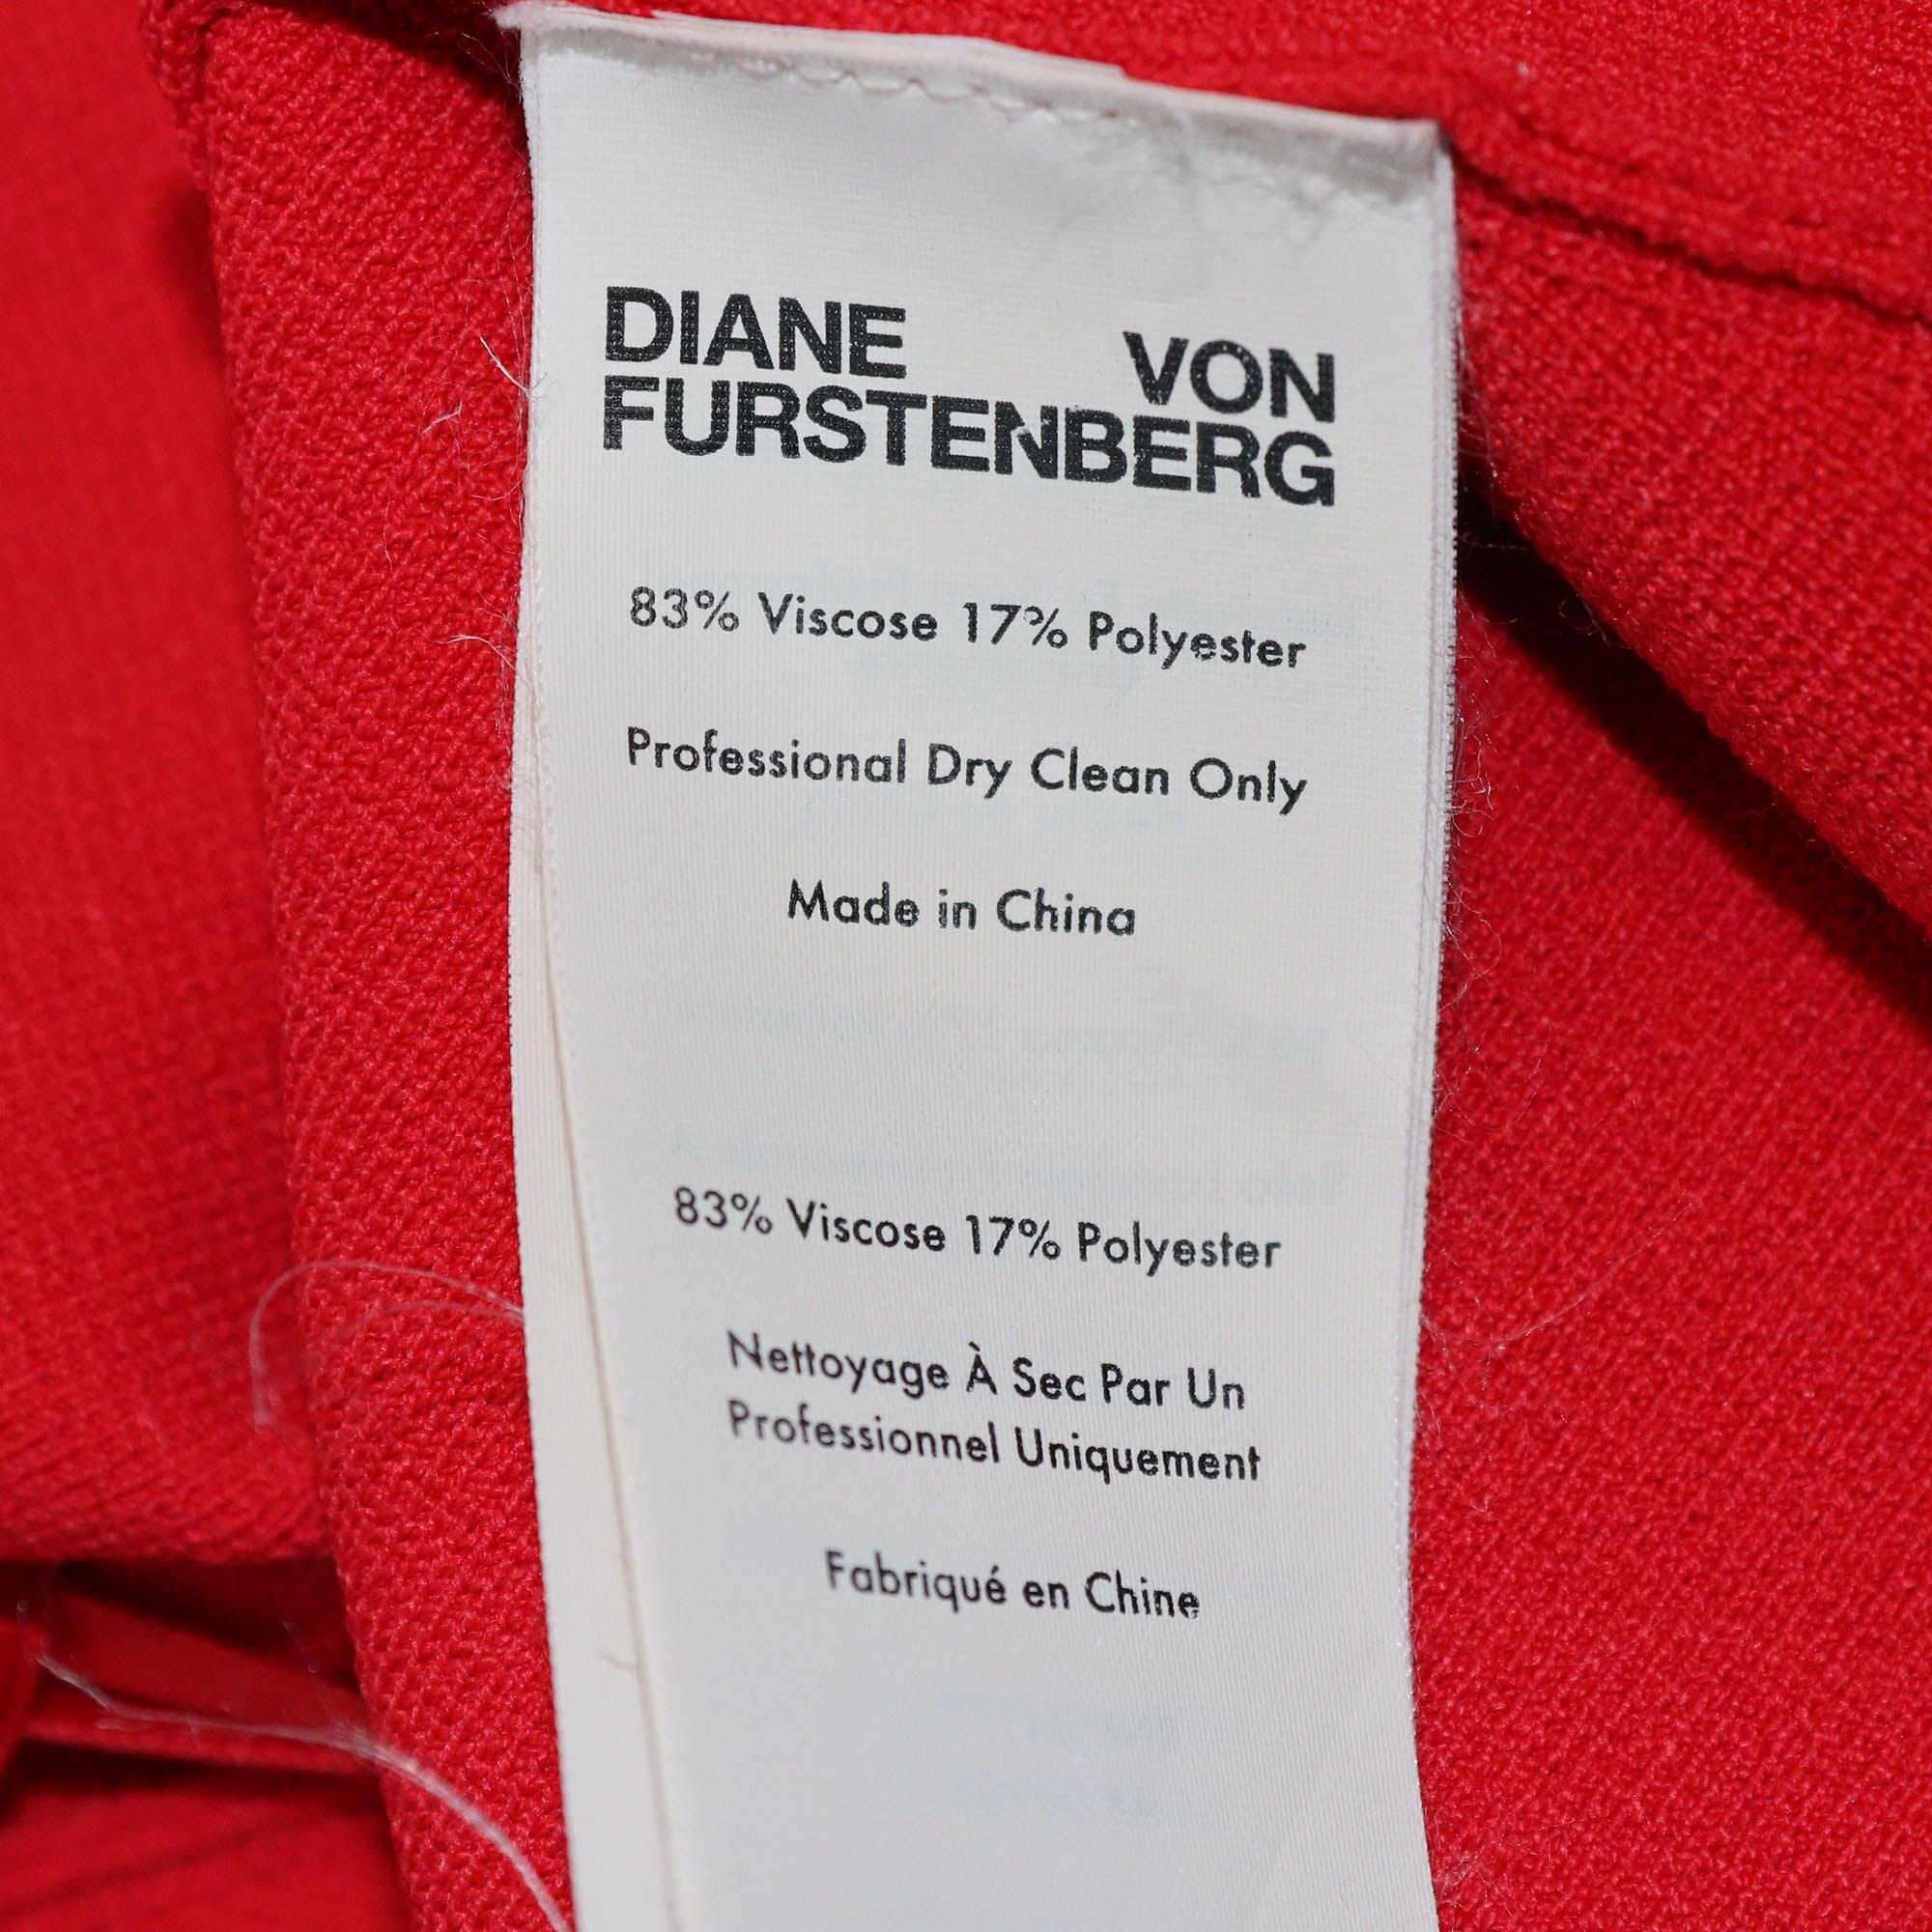 DIANE VON
FURSTENBERG
83% Viscose 17% Polyester
Professional Dry Clean Only
Made in China
83% Viscose 17% Polyester
Nettoyage À Sec Par Un
Professionnel Uniquement
Fabriqué en Chine